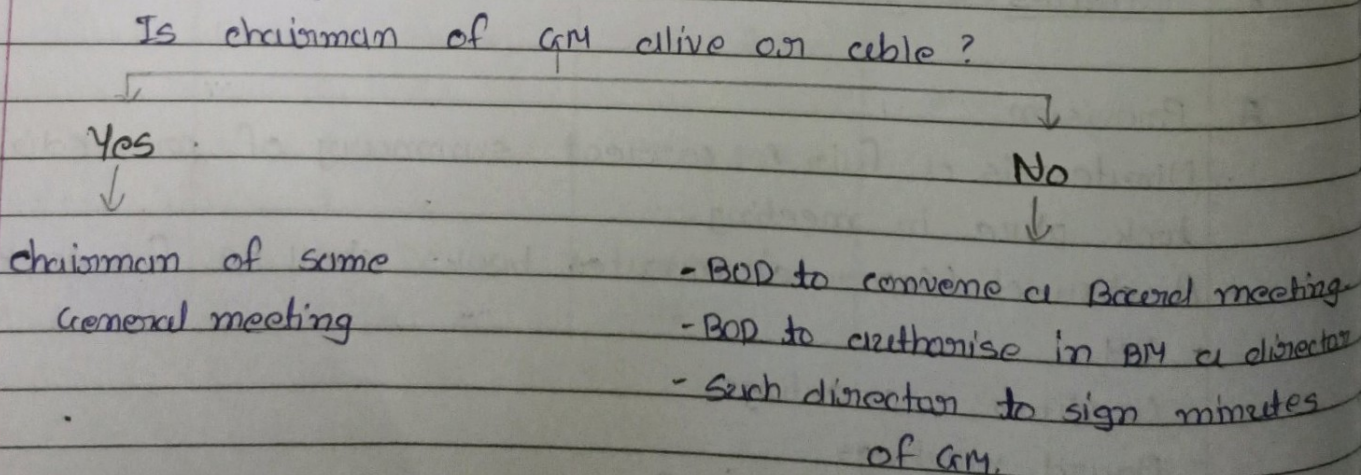 Is chairman of GM alive or able?
Yes
No
chairman of same
General meeting
- BOD to convene a Board meeting
- BOD to authorise in BM a director
- Such director to sign minutes
of GM.